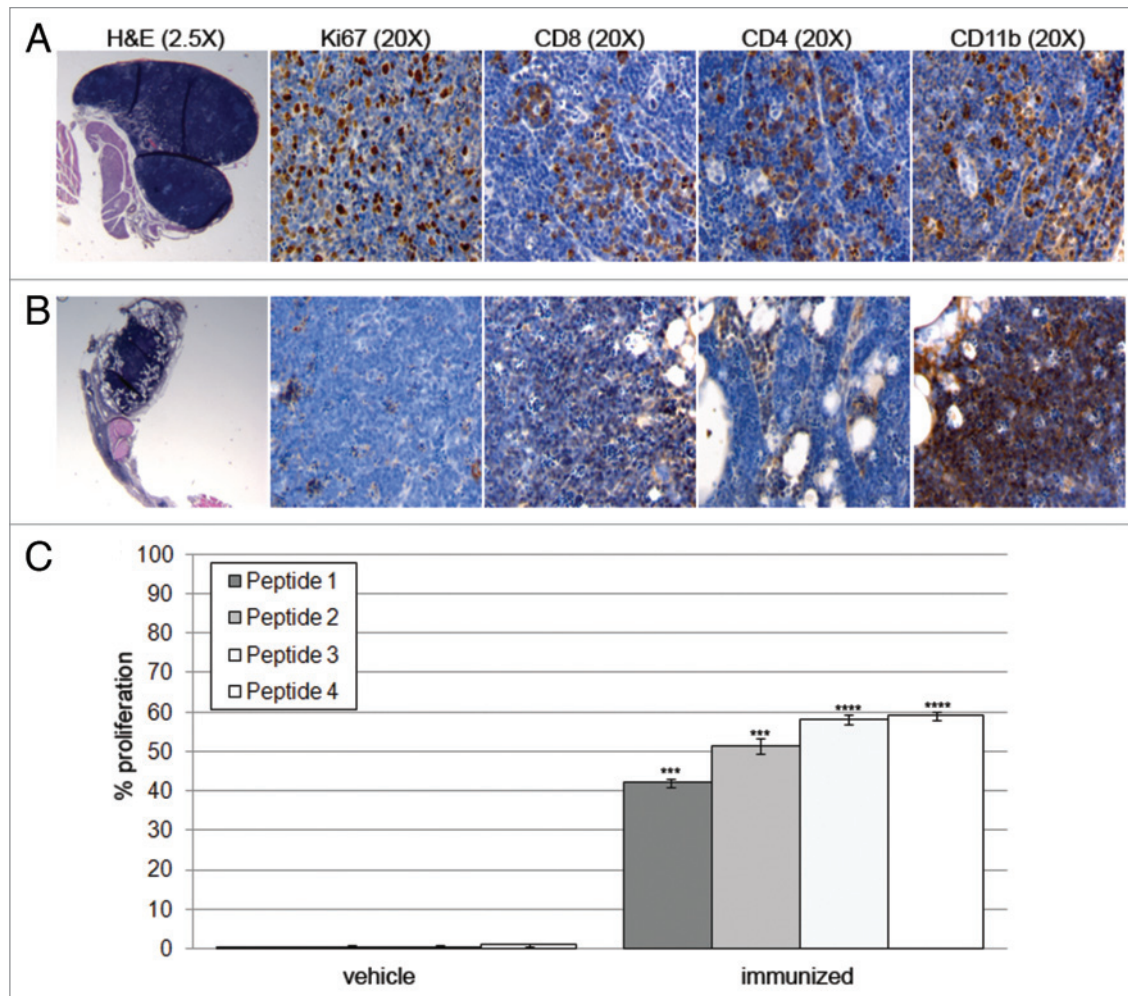 A
H&E (2.5X) Ki67 (20X) CD8 (20X) CD4 (20X) CD11b (20X)
B
C
100
90
80
70
60
50
40
30
20
10
0
% proliferation
Peptide 1
Peptide 2
Peptide 3
Peptide 4
*** *** **** ****
vehicle immunized